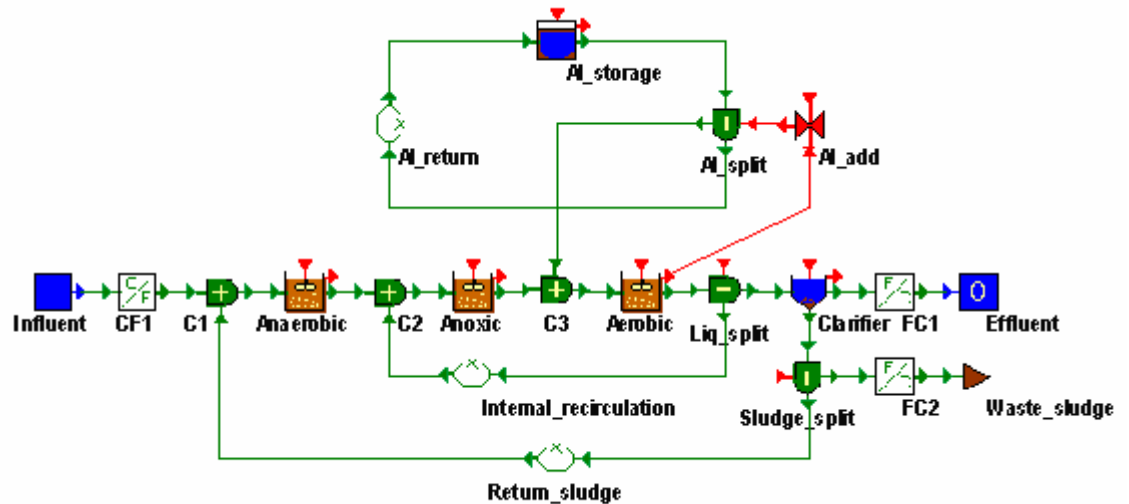 Al_storage
Al_return
Al_split
Al_add
C/F
F/
F/
0
Influent
CF1
C1
Anaerobic
C2
Anoxic
C3
Aerobic
Liq_split
Clarifier
FC1
Effluent
Internal_recirculation
Sludge_split
FC2
Waste_sludge
Return_sludge